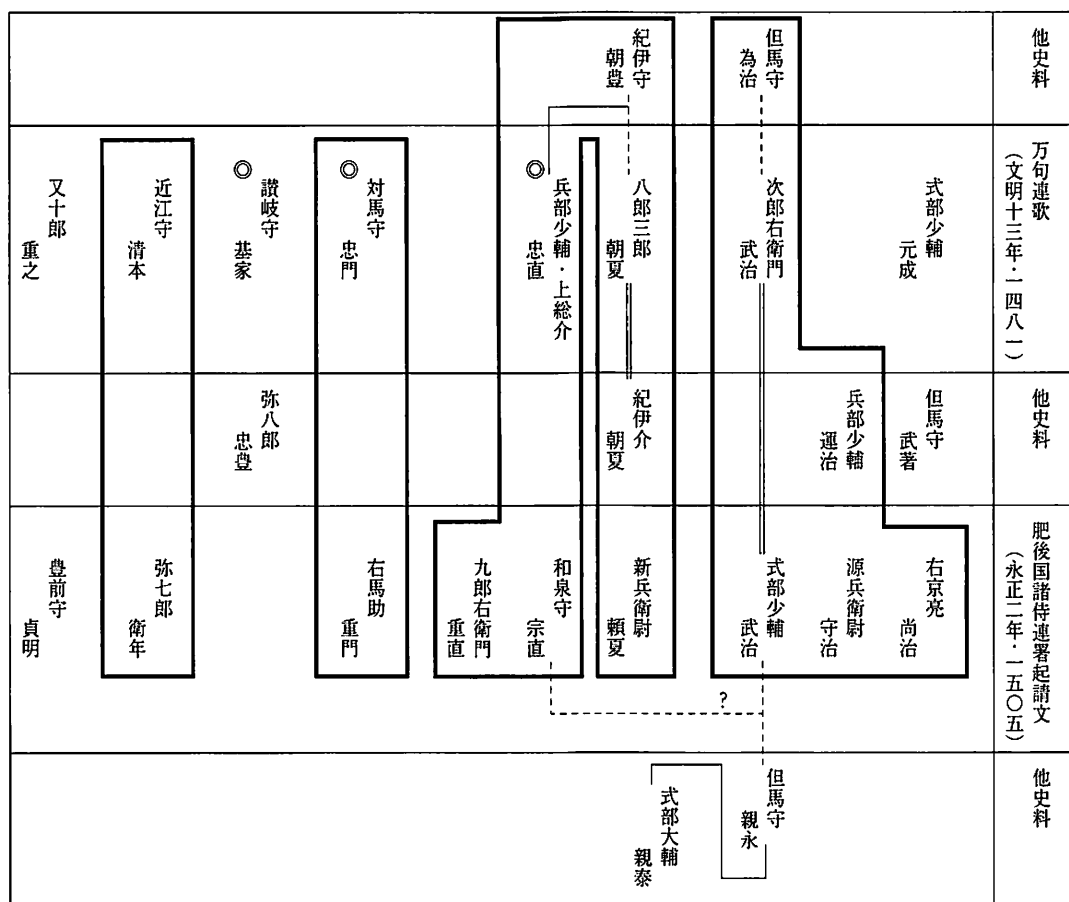 他史料
万句連歌
（文明十三年・一四八一）
他史料
肥後国諸侍連署起請文
（永正二年・一五〇五）
他史料
但馬守
為治
紀伊守
朝豊
式部少輔
元成
次郎右衛門
武治
八郎三郎
朝夏
兵部少輔・上総介
忠直
◎
対馬守
忠門
◎
讃岐守
基家
◎
近江守
清本
又十郎
重之
但馬守
武著
兵部少輔
運治
紀伊介
朝夏
弥八郎
忠豊
右京亮
尚治
源兵衛尉
守治
式部少輔
武治
新兵衛尉
頼夏
和泉守
宗直
九郎右衛門
重直
右馬助
重門
弥七郎
衛年
豊前守
貞明
?
但馬守
親永
式部大輔
親泰